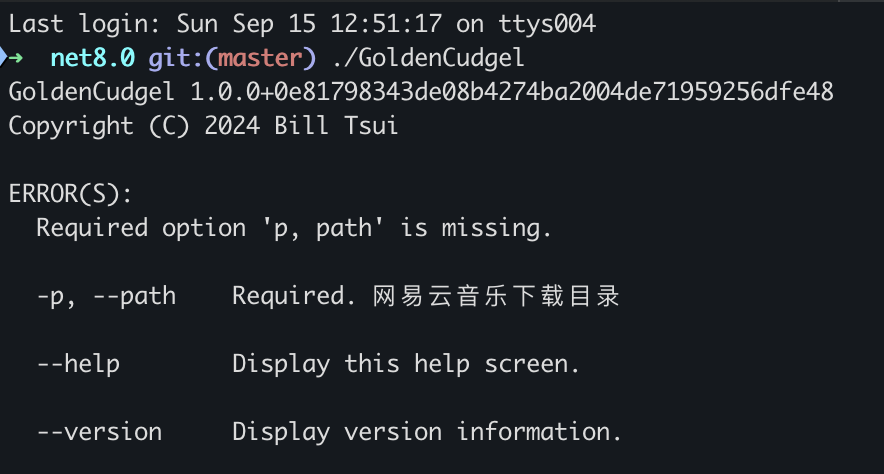 Last login: Sun Sep 15 12:51:17 on ttys004
➜  net8.0 git:(master) ./GoldenCudgel
GoldenCudgel 1.0.0+0e81798343de08b4274ba2004de71959256dfe48
Copyright (C) 2024 Bill Tsui
ERROR(S):
Required option 'p, path' is missing.
-p, --path    Required. 网易云音乐下载目录
--help        Display this help screen.
--version     Display version information.